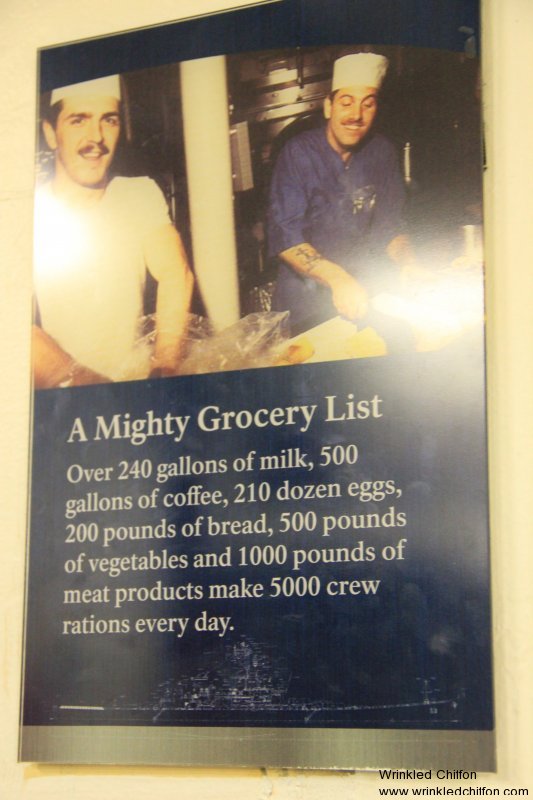 A Mighty Grocery List
Over 240 gallons of milk, 500
gallons of coffee, 210 dozen eggs,
200 pounds of bread, 500 pounds
of vegetables and 1000 pounds of
meat products make 5000 crew
rations every day.
Wrinkled Chiffon
www.wrinkledchiffon.com